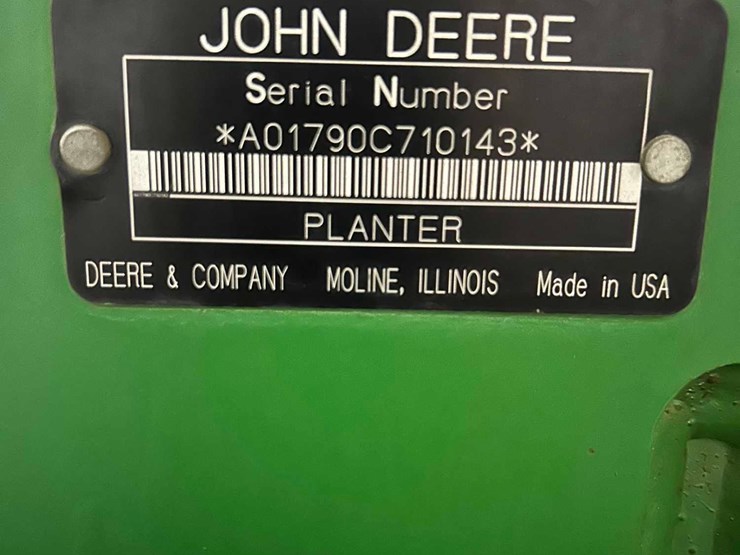 JOHN DEERE
Serial Number
*A01790C710143*
PLANTER
DEERE & COMPANY MOLINE, ILLINOIS Made in USA